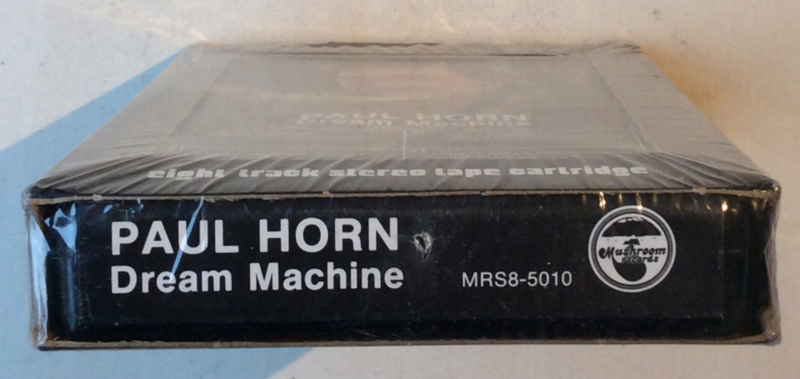 PAUL HORN
Dream Machine
eight track stereo tape cartridge
PAUL HORN
Dream Machine
MRS8-5010
Mushroom
records